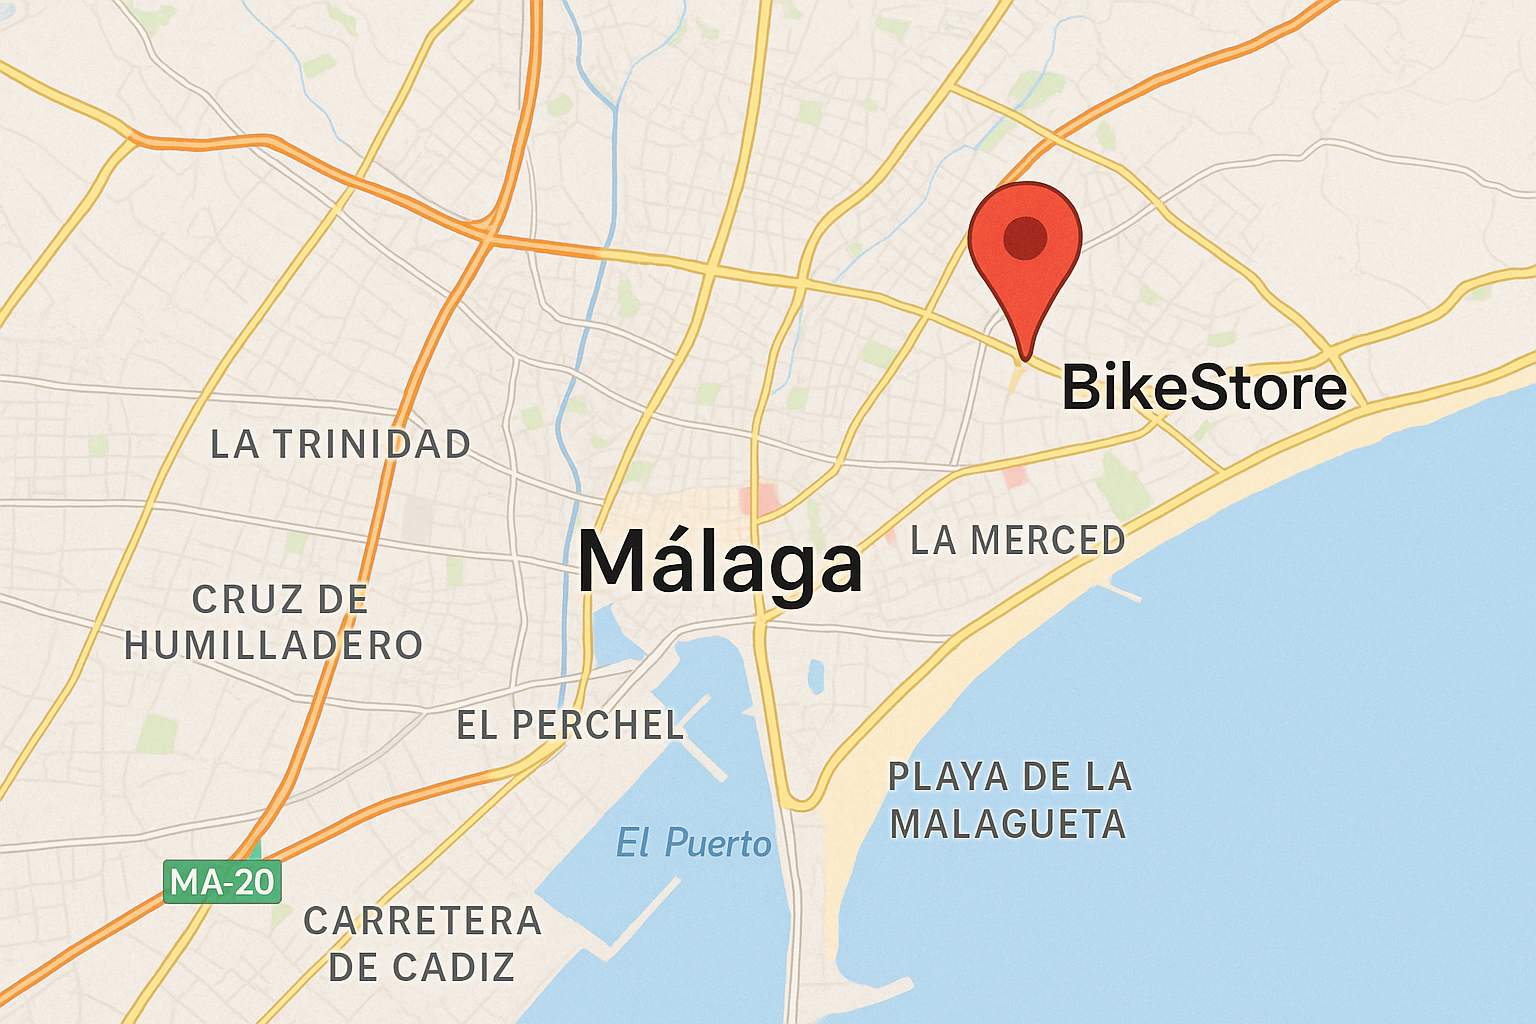 BikeStore
LA TRINIDAD
Málaga
LA MERCED
CRUZ DE
HUMILLADERO
EL PERCHEL
PLAYA DE LA
MALAGUETA
El Puerto
MA-20
CARRETERA
DE CADIZ